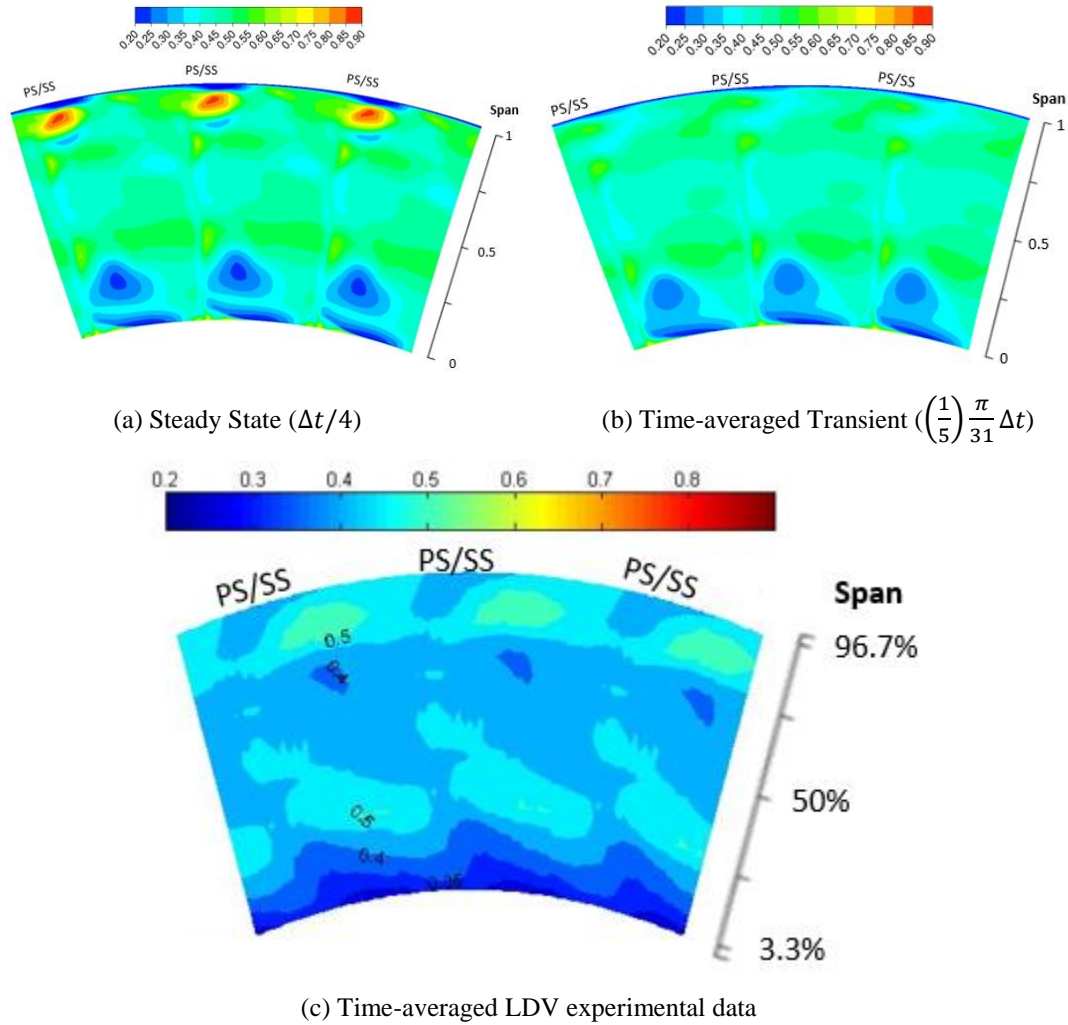 0.20 0.25 0.30 0.35 0.40 0.45 0.50 0.55 0.60 0.65 0.70 0.75 0.80 0.85 0.90
PS/SS PS/SS PS/SS
Span
1
0.5
0
(a) Steady State (Δt/4)
0.20 0.25 0.30 0.35 0.40 0.45 0.50 0.55 0.60 0.65 0.70 0.75 0.80 0.85 0.90
PS/SS PS/SS PS/SS
Span
1
0.5
0
(b) Time-averaged Transient ((1/5) π/31 Δt)
0.2 0.3 0.4 0.5 0.6 0.7 0.8
PS/SS PS/SS PS/SS
Span
96.7%
50%
3.3%
0.5
0.4
0.5
0.4
(c) Time-averaged LDV experimental data